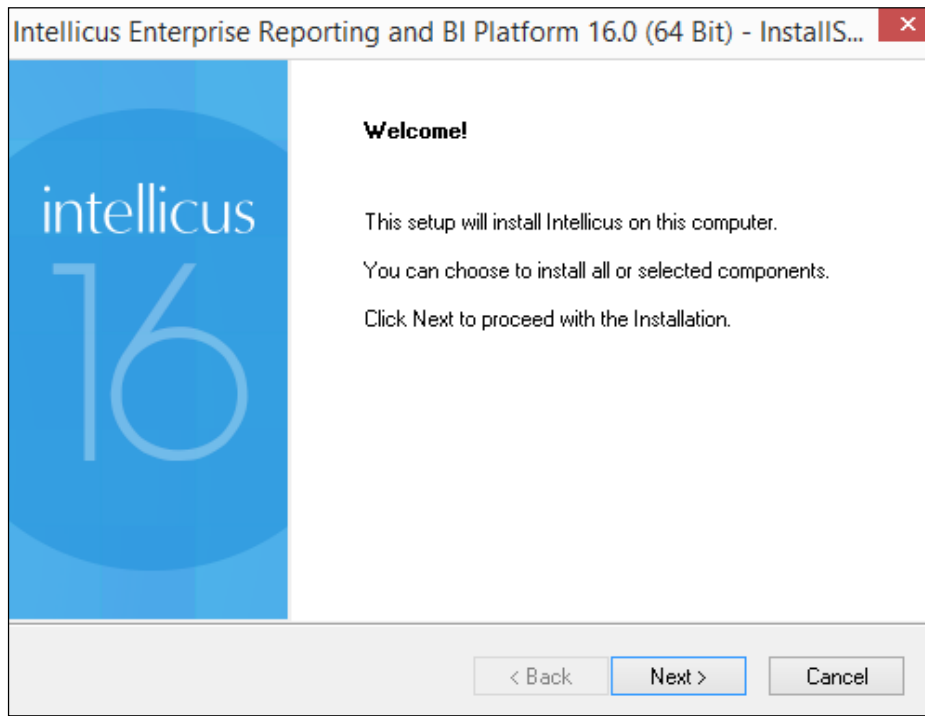 Intellicus Enterprise Reporting and BI Platform 16.0 (64 Bit) - InstallS...
Welcome!
intellicus
16
This setup will install Intellicus on this computer.
You can choose to install all or selected components.
Click Next to proceed with the Installation.
< Back
Next >
Cancel